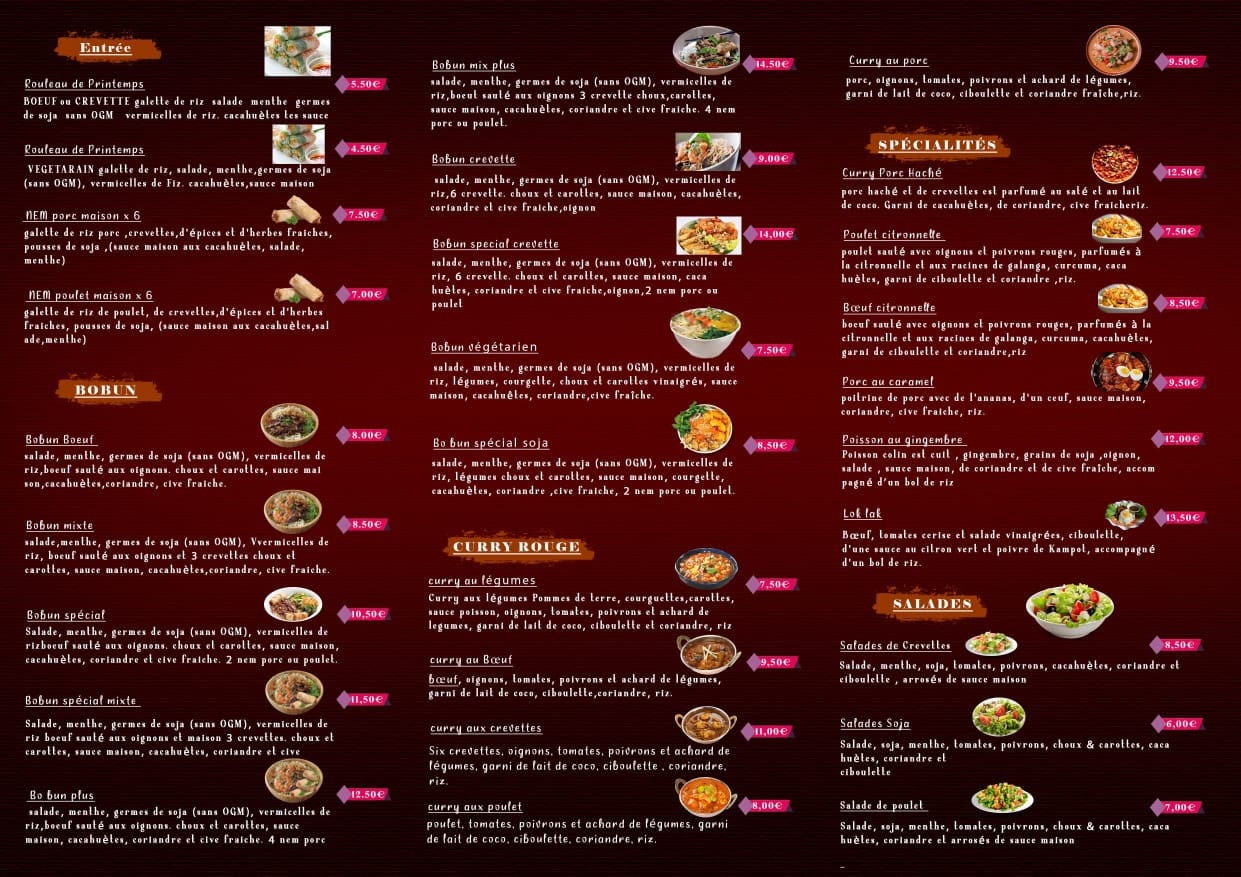 Entrée
Rouleau de Printemps
5.50€
BOEUF ou CREVETTE galette de riz salade menthe germes
de soja sans OGM vermicelles de riz. cacahuètes les sauce
Rouleau de Printemps
4.50€
VEGETARAIN galette de riz, salade, menthe,germes de soja
(sans OGM), vermicelles de Fiz. cacahuètes,sauce maison
NEM porc maison x 6
7.50€
galette de riz porc ,crevettes,d'épices et d'herbes fraîches,
pousses de soja ,(sauce maison aux cacahuètes, salade,
menthe)
NEM poulet maison x 6
7.00€
galette de riz de poulet, de crevettes,d'épices et d'herbes
fraîches, pousses de soja, (sauce maison aux cacahuètes,sal
ade,menthe)
BOBUN
Bobun Boeuf
8.00€
salade, menthe, germes de soja (sans OGM), vermicelles de
riz,boeuf sauté aux oignons. choux et carottes, sauce mai
son,cacahuètes,coriandre, cive fraiche.
Bobun mixte
8.50€
salade,menthe, germes de soja (sans OGM), Vvermicelles de
riz, boeuf sauté aux oignons et 3 crevettes choux et
carottes, sauce maison, cacahuètes,coriandre, cive fraiche.
Bobun spécial
10,50€
Salade, menthe, germes de soja (sans OGM), vermicelles de
rizboeuf sauté aux oignons. choux et carottes, sauce maison,
cacahuètes, coriandre et cive fraiche. 2 nem porc ou poulet.
Bobun spécial mixte
11,50€
Salade, menthe, germes de soja (sans OGM), vermicelles de
riz boeuf sauté aux oignons et maison 3 crevettes. choux et
carottes, sauce maison, cacahuètes, coriandre et cive
Bo bun plus
12.50€
salade, menthe, germes de soja (sans OGM), vermicelles de
riz,boeuf sauté aux oignons. choux et carottes, sauce
maison, cacahuètes, coriandre et cive fraiche. 4 nem porc
Bobun mix plus
14.50€
salade, menthe, germes de soja (sans OGM), vermicelles de
riz,boeut sauté aux oignons 3 crevette choux,carottes,
sauce maison, cacahuètes, coriandre et cive fraiche. 4 nem
porc ou poulet.
Bobun crevette
9.00€
salade, menthe, germes de soja (sans OGM), vermicelles de
riz,6 crevette. choux et carottes, sauce maison, cacahuètes,
coriandre et cive fraiche,oignon
Bobun special crevette
14,00€
salade, menthe, germes de soja (sans OGM), vermicelles de
riz, 6 crevette. choux et carottes, sauce maison, caca
huètes, coriandre et cive fraiche,oignon,2 nem porc ou
poulet
Bobun végétarien
7.50€
salade, menthe, germes de soja (sans OGM), vermicelles de
riz, légumes, courgette, choux et carottes vinaigrés, sauce
maison, cacahuètes, coriandre,cive fraîche.
Bo bun spécial soja
8,50€
salade, menthe, germes de soja (sans OGM), vermicelles de
riz, légumes choux et carottes, sauce maison, courgette,
cacahuètes, coriandre ,cive fraiche, 2 nem porc ou poulet.
CURRY ROUGE
curry au légumes
7,50€
Curry aux légumes Pommes de terre, courguettes,carottes,
sauce poisson, oignons, tomates, poivrons et achard de
legumes, garni de lait de coco, ciboulette et coriandre, riz
curry au Bœuf
9,50€
bœuf, oignons, tomates, poivrons et achard de légumes,
garni de lait de coco, ciboulette,coriandre, riz.
curry aux crevettes
11,00€
Six crevettes, oignons, tomates, poivrons et achard de
légumes, garni de lait de coco, ciboulette , coriandre,
riz.
curry aux poulet
8,00€
poulet, tomates, poivrons et achard de légumes, garni
de lait de coco, ciboulette, coriandre, riz.
Curry au porc
9.50€
porc, oignons, tomates, poivrons et achard de légumes,
garni de lait de coco, ciboulette et coriandre fraîche,riz.
SPÉCIALITÉS
Curry Porc Haché
12.50€
porc haché et de crevettes est parfumé au saté et au lait
de coco. Garni de cacahuètes, de coriandre, cive fraicheriz.
Poulet citronnelle
7.50€
poulet sauté avec oignons et poivrons rouges, parfumés à
la citronnelle et aux racines de galanga, curcuma, caca
huètes, garni de ciboulette et coriandre ,riz.
Bœuf citronnelle
8,50€
boeuf sauté avec oignons et poivrons rouges, parfumés à la
citronnelle et aux racines de galanga, curcuma, cacahuètes,
garni de ciboulette et coriandre,riz
Porc au caramel
9,50€
poitrine de porc avec de l'ananas, d'un œuf, sauce maison,
coriandre, cive fraiche, riz.
Poisson au gingembre
12,00€
Poisson colin est cuit , gingembre, grains de soja ,oignon,
salade , sauce maison, de coriandre et de cive fraîche, accom
pagné d'un bol de riz
Lok lak
13,50€
Bœuf, tomates cerise et salade vinaigrées, ciboulette,
d'une sauce au citron vert et poivre de Kampol, accompagné
d'un bol de riz.
SALADES
Salades de Crevettes
8,50€
Salade, menthe, soja, tomates, poivrons, cacahuètes, coriandre et
ciboulette , arrosés de sauce maison
Salades Soja
6,00€
Salade, soja, menthe, tomates, poivrons, choux & carottes, caca
huètes, coriandre et
ciboulette
Salade de poulet
7,00€
Salade, soja, menthe, tomates, poivrons, choux & carottes, caca
huètes, coriandre et arrosés de sauce maison